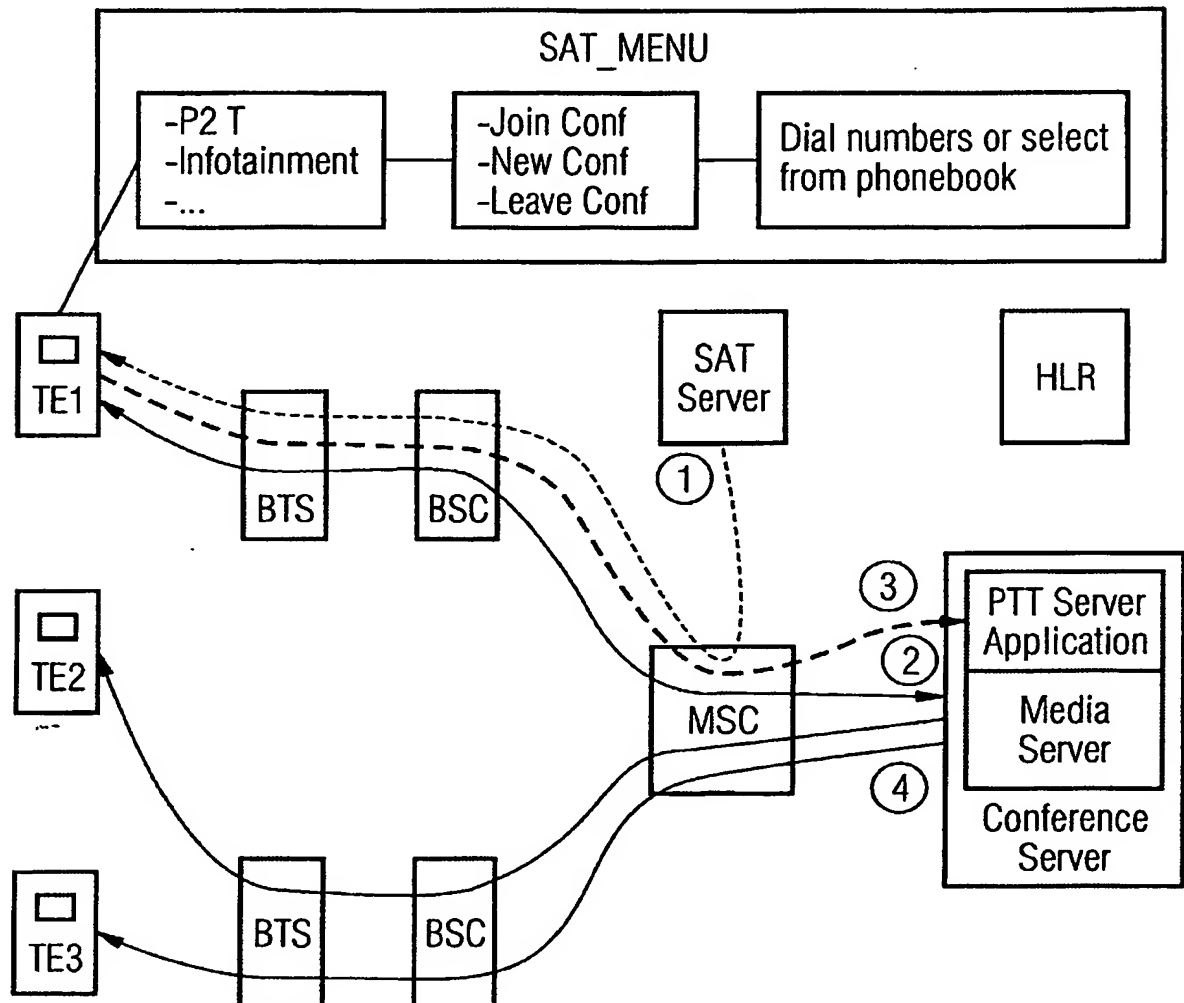 SAT_MENU
-P2 T
-Infotainment
-...
-Join Conf
-New Conf
-Leave Conf
Dial numbers or select
from phonebook
TE1
BTS
BSC
SAT
Server
HLR
1
TE2
MSC
3
2
4
PTT Server
Application
Media
Server
Conference
Server
TE3
BTS
BSC